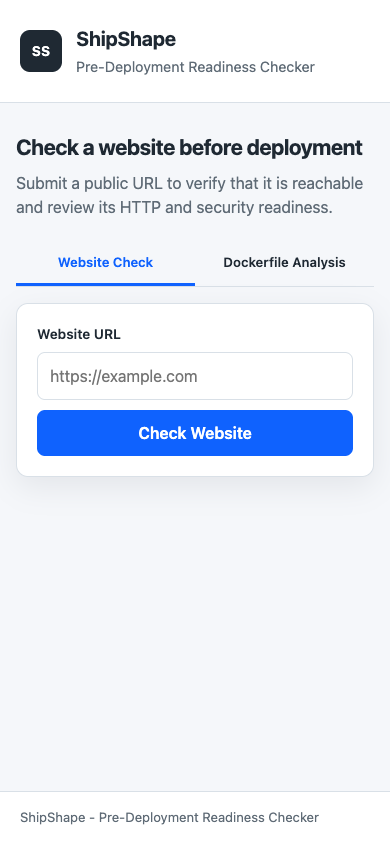 SS
ShipShape
Pre-Deployment Readiness Checker
Check a website before deployment
Submit a public URL to verify that it is reachable
and review its HTTP and security readiness.
Website Check
Dockerfile Analysis
Website URL
https://example.com
Check Website
ShipShape - Pre-Deployment Readiness Checker